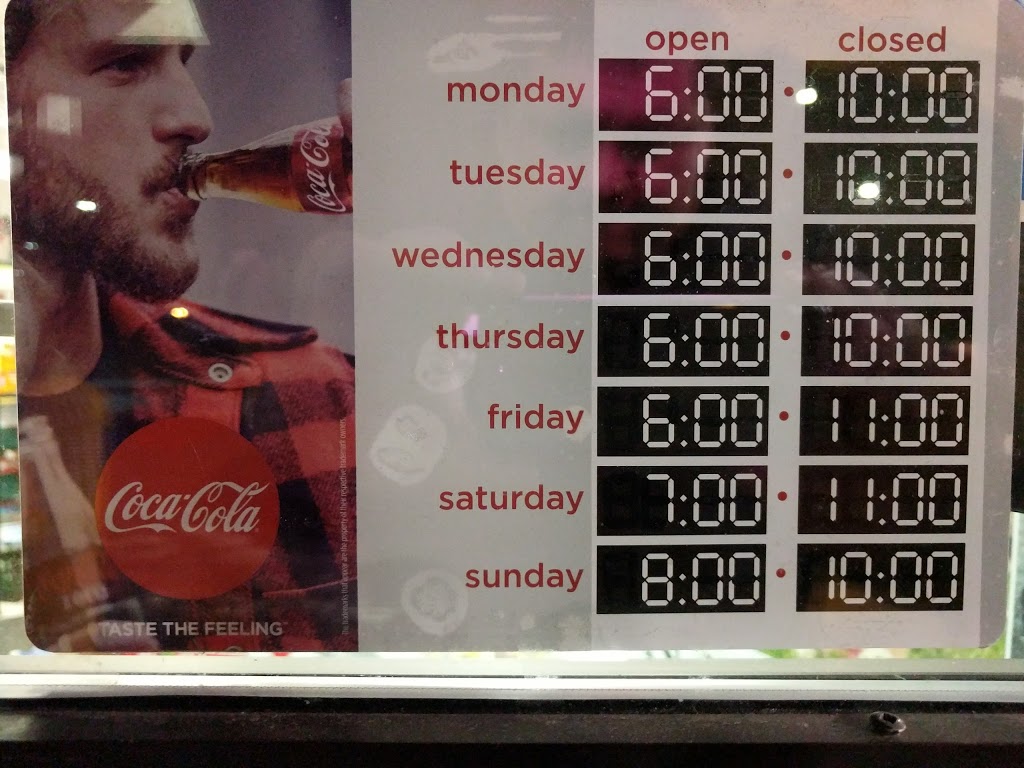 open closed
monday 6:00 • 10:00
tuesday 6:00 • 10:00
wednesday 6:00 • 10:00
thursday 6:00 • 10:00
friday 6:00 • 11:00
saturday 7:00 • 11:00
sunday 8:00 • 10:00
Coca-Cola
Coca-Cola
TASTE THE FEELING